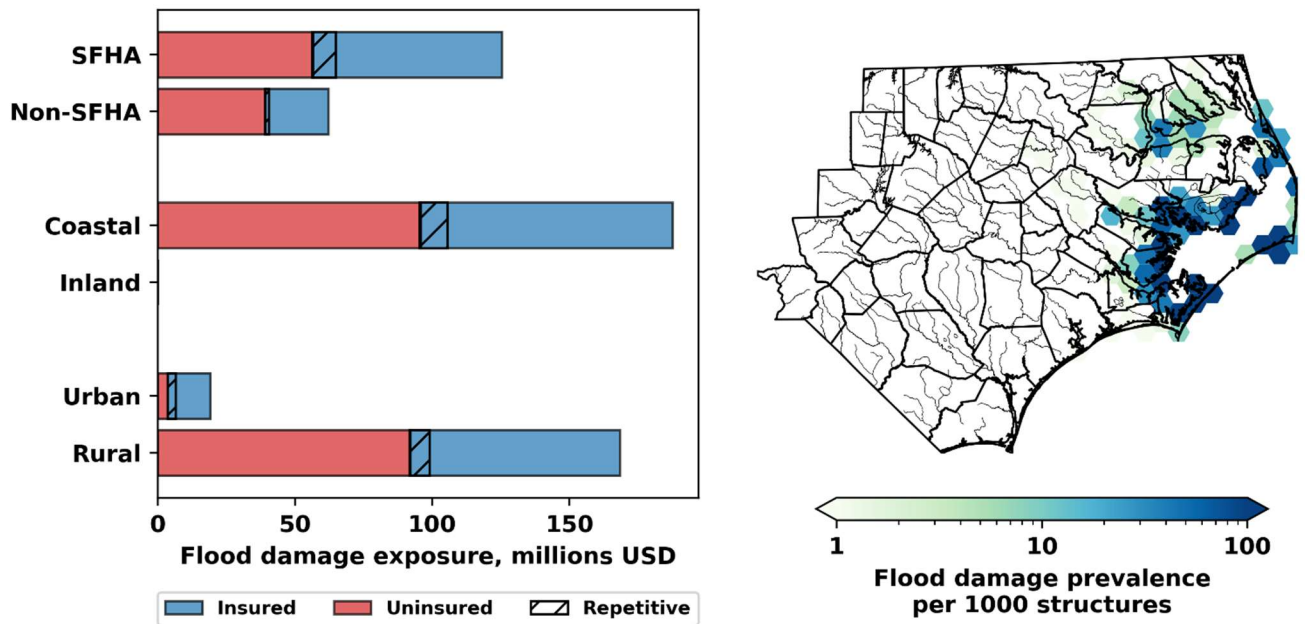 SFHA
Non-SFHA
Coastal
Inland
Urban
Rural
0 50 100 150
Flood damage exposure, millions USD
Insured Uninsured Repetitive
1 10 100
Flood damage prevalence
per 1000 structures